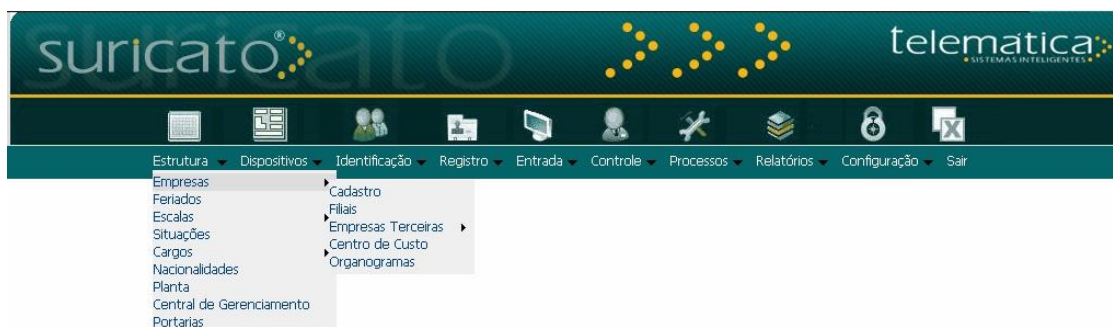 suricato®
telemática
SISTEMAS INTELIGENTES
Estrutura Dispositivos Identificação Registro Entrada Controle Processos Relatórios Configuração Sair
Empresas
Feriados
Escalas
Situações
Cargos
Nacionalidades
Planta
Central de Gerenciamento
Portarias
Cadastro
Filiais
Empresas Terceiras
Centro de Custo
Organogramas